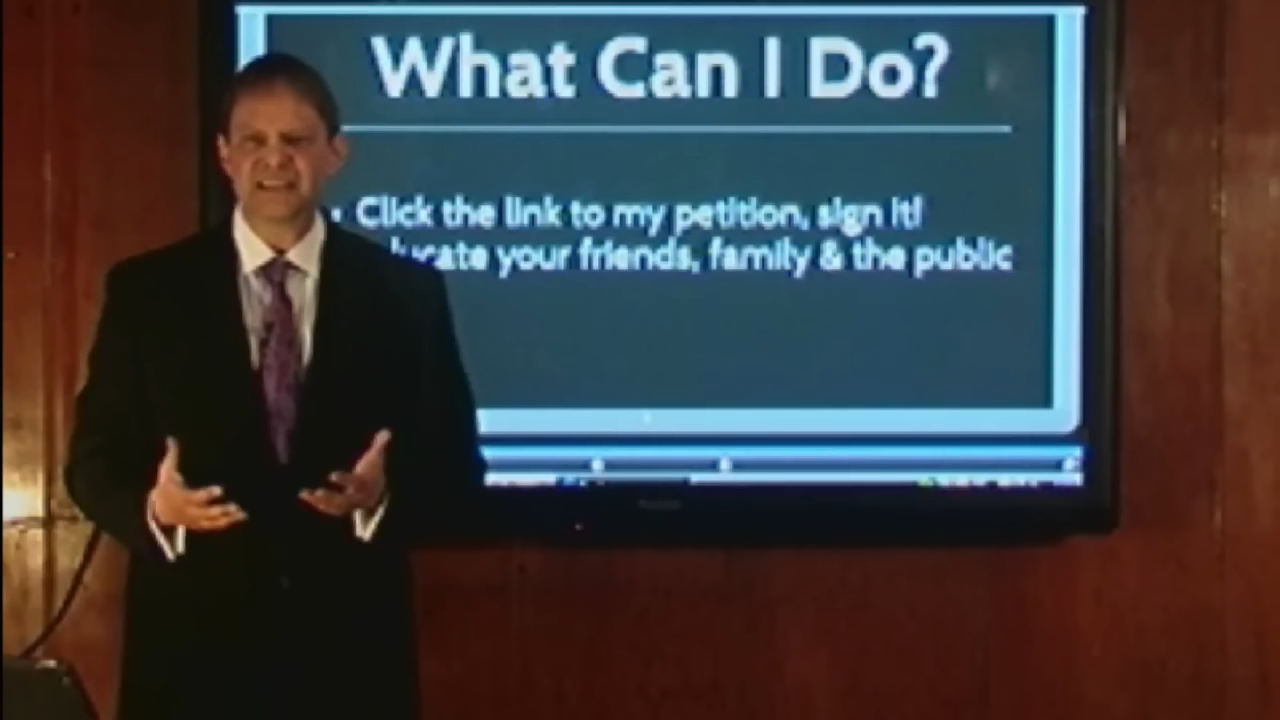 What Can I Do?
• Click the link to my petition, sign it!
your friends, family & the public